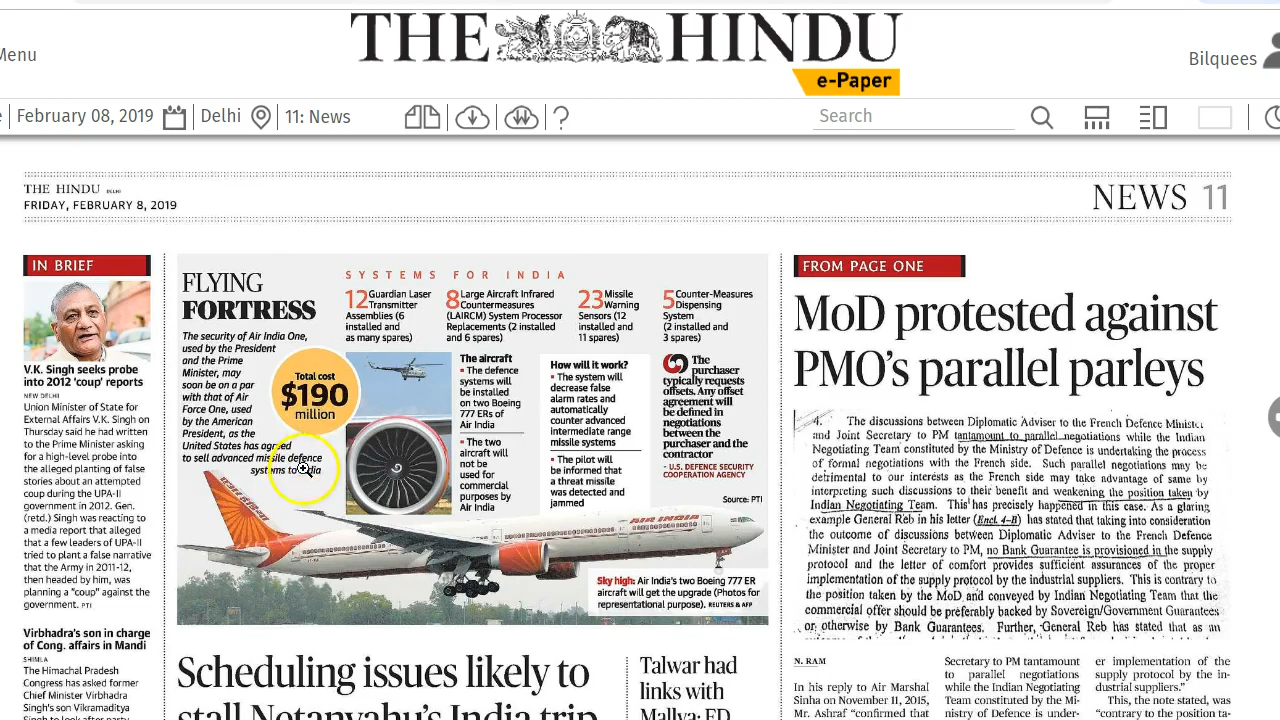 THE HINDU
e-Paper
Menu
Bilquees
February 08, 2019
Delhi
11: News
Search
THE HINDU DELHI
FRIDAY, FEBRUARY 8, 2019
NEWS 11
IN BRIEF
V.K. Singh seeks probe
into 2012 'coup' reports
NEW DELHI
Union Minister of State for
External Affairs V.K. Singh on
Thursday said he had written
to the Prime Minister asking
for a high-level probe into
the alleged planting of false
stories about an attempted
coup during the UPA-II
government in 2012. Gen.
(retd.) Singh was reacting to
a media report that alleged
that a few leaders of UPA-II
tried to plant a false narrative
that the Army in 2011-12,
then headed by him, was
planning a "coup" against the
government. PTI
Virbhadra's son in charge
of Cong. affairs in Mandi
SHIMLA
The Himachal Pradesh
Congress has asked former
Chief Minister Virbhadra
Singh's son Vikramaditya
FLYING
FORTRESS
The security of Air India One,
used by the President
and the Prime
Minister, may
soon be on a par
with that of Air
Force One, used
by the American
President, as the
United States has agreed
to sell advanced missile defence
systems to India
Total cost
$190
million
SYSTEMS FOR INDIA
12 Guardian Laser
Transmitter
Assemblies (6
installed and
as many spares)
8 Large Aircraft Infrared
Countermeasures
(LAIRCM) System Processor
Replacements (2 installed
and 6 spares)
23 Missile
Warning
Sensors (12
installed and
11 spares)
5 Counter-Measures
Dispensing
System
(2 installed and
3 spares)
The aircraft
• The defence
systems will
be installed
on two Boeing
777 ERs of
Air India
• The two
aircraft will
not be
used for
commercial
purposes by
Air India
How will it work?
• The system will
decrease false
alarm rates and
automatically
counter advanced
intermediate range
missile systems
• The pilot will
be informed that
a threat missile
was detected and
jammed
The
purchaser
typically requests
offsets. Any offset
agreement will
be defined in
negotiations
between the
purchaser and the
contractor
- U.S. DEFENCE SECURITY
COOPERATION AGENCY
Source: PTI
AIR INDIA
Sky high: Air India's two Boeing 777 ER
aircraft will get the upgrade (Photos for
representational purpose). REUTERS & AFP
Scheduling issues likely to
stall Netanyahu's India trip
Talwar had
links with
Mallya: ED
FROM PAGE ONE
MoD protested against
PMO's parallel parleys
4. The discussions between Diplomatic Adviser to the French Defence Minister
and Joint Secretary to PM tantamount to parallel negotiations while the Indian
Negotiating Team constituted by the Ministry of Defence is undertaking the process
of formal negotiations with the French side. Such parallel negotiations may be
detrimental to our interests as the French side may take advantage of same by
interpreting such discussions to their benefit and weakening the position taken by
Indian Negotiating Team. This has precisely happened in this case. As a glaring
example General Reb in his letter (Encl. 4-B) has stated that taking into consideration
the outcome of discussions between Diplomatic Adviser to the French Defence
Minister and Joint Secretary to PM, no Bank Guarantee is provisioned in the supply
protocol and the letter of comfort provides sufficient assurances of the proper
implementation of the supply protocol by the industrial suppliers. This is contrary to
the position taken by the MoD and conveyed by Indian Negotiating Team that the
commercial offer should be preferably backed by Sovereign/Government Guarantees
or otherwise by Bank Guarantees. Further, General Reb has stated that as an
N. RAM
In his reply to Air Marshal
Sinha on November 11, 2015,
Mr. Ashraf "confirmed that
Secretary to PM tantamount
to parallel negotiations
while the Indian Negotiating
Team constituted by the Mi-
nistry of Defence is under-
er implementation of the
supply protocol by the in-
dustrial suppliers."
This, the note stated, was
"contrary to the position ta-